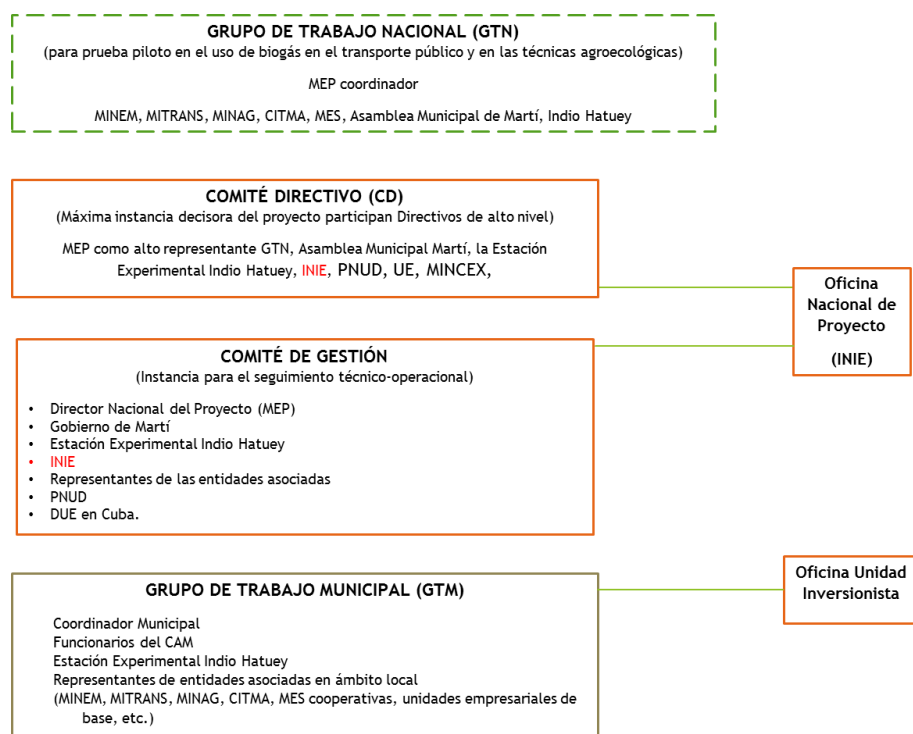 GRUPO DE TRABAJO NACIONAL (GTN)
(para prueba piloto en el uso de biogás en el transporte público y en las técnicas agroecológicas)
MEP coordinador
MINEM, MITRANS, MINAG, CITMA, MES, Asamblea Municipal de Martí, Indio Hatuey
COMITÉ DIRECTIVO (CD)
(Máxima instancia decisora del proyecto participan Directivos de alto nivel)
MEP como alto representante GTN, Asamblea Municipal Martí, la Estación
Experimental Indio Hatuey, INIE, PNUD, UE, MINCEX,
Oficina
Nacional de
Proyecto
(INIE)
COMITÉ DE GESTIÓN
(Instancia para el seguimiento técnico-operacional)
• Director Nacional del Proyecto (MEP)
• Gobierno de Martí
• Estación Experimental Indio Hatuey
• INIE
• Representantes de las entidades asociadas
• PNUD
• DUE en Cuba.
GRUPO DE TRABAJO MUNICIPAL (GTM)
Coordinador Municipal
Funcionarios del CAM
Estación Experimental Indio Hatuey
Representantes de entidades asociadas en ámbito local
(MINEM, MITRANS, MINAG, CITMA, MES cooperativas, unidades empresariales de
base, etc.)
Oficina Unidad
Inversionista